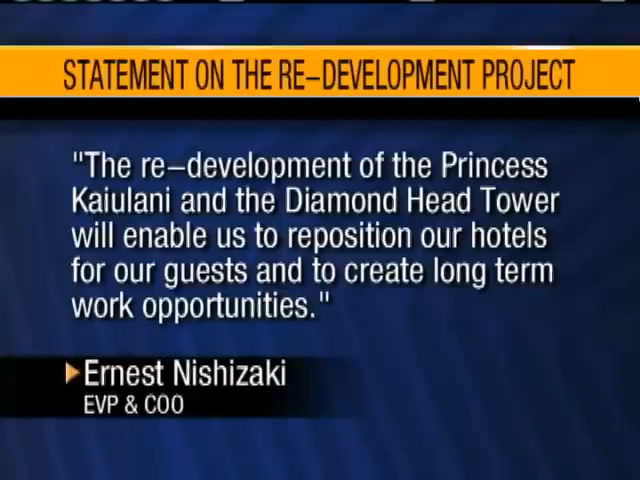 STATEMENT ON THE RE-DEVELOPMENT PROJECT
"The re-development of the Princess
Kaiulani and the Diamond Head Tower
will enable us to reposition our hotels
for our guests and to create long term
work opportunities."
Ernest Nishizaki
EVP & COO